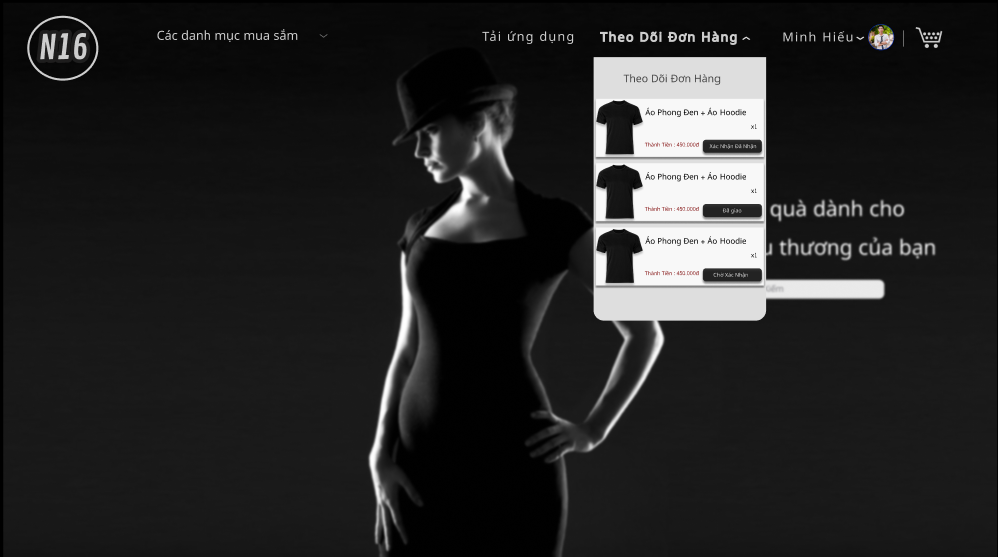 N16
Các danh mục mua sắm
Tải ứng dụng
Theo Dõi Đơn Hàng
Minh Hiếu
Theo Dõi Đơn Hàng
Áo Phong Đen + Áo Hoodie
x1
Thành Tiền : 450.000đ
Xác Nhận Đã Nhận
Áo Phong Đen + Áo Hoodie
x1
Thành Tiền : 450.000đ
Đã giao
Áo Phong Đen + Áo Hoodie
x1
Thành Tiền : 450.000đ
Chờ Xác Nhận
quà dành cho
thương của bạn